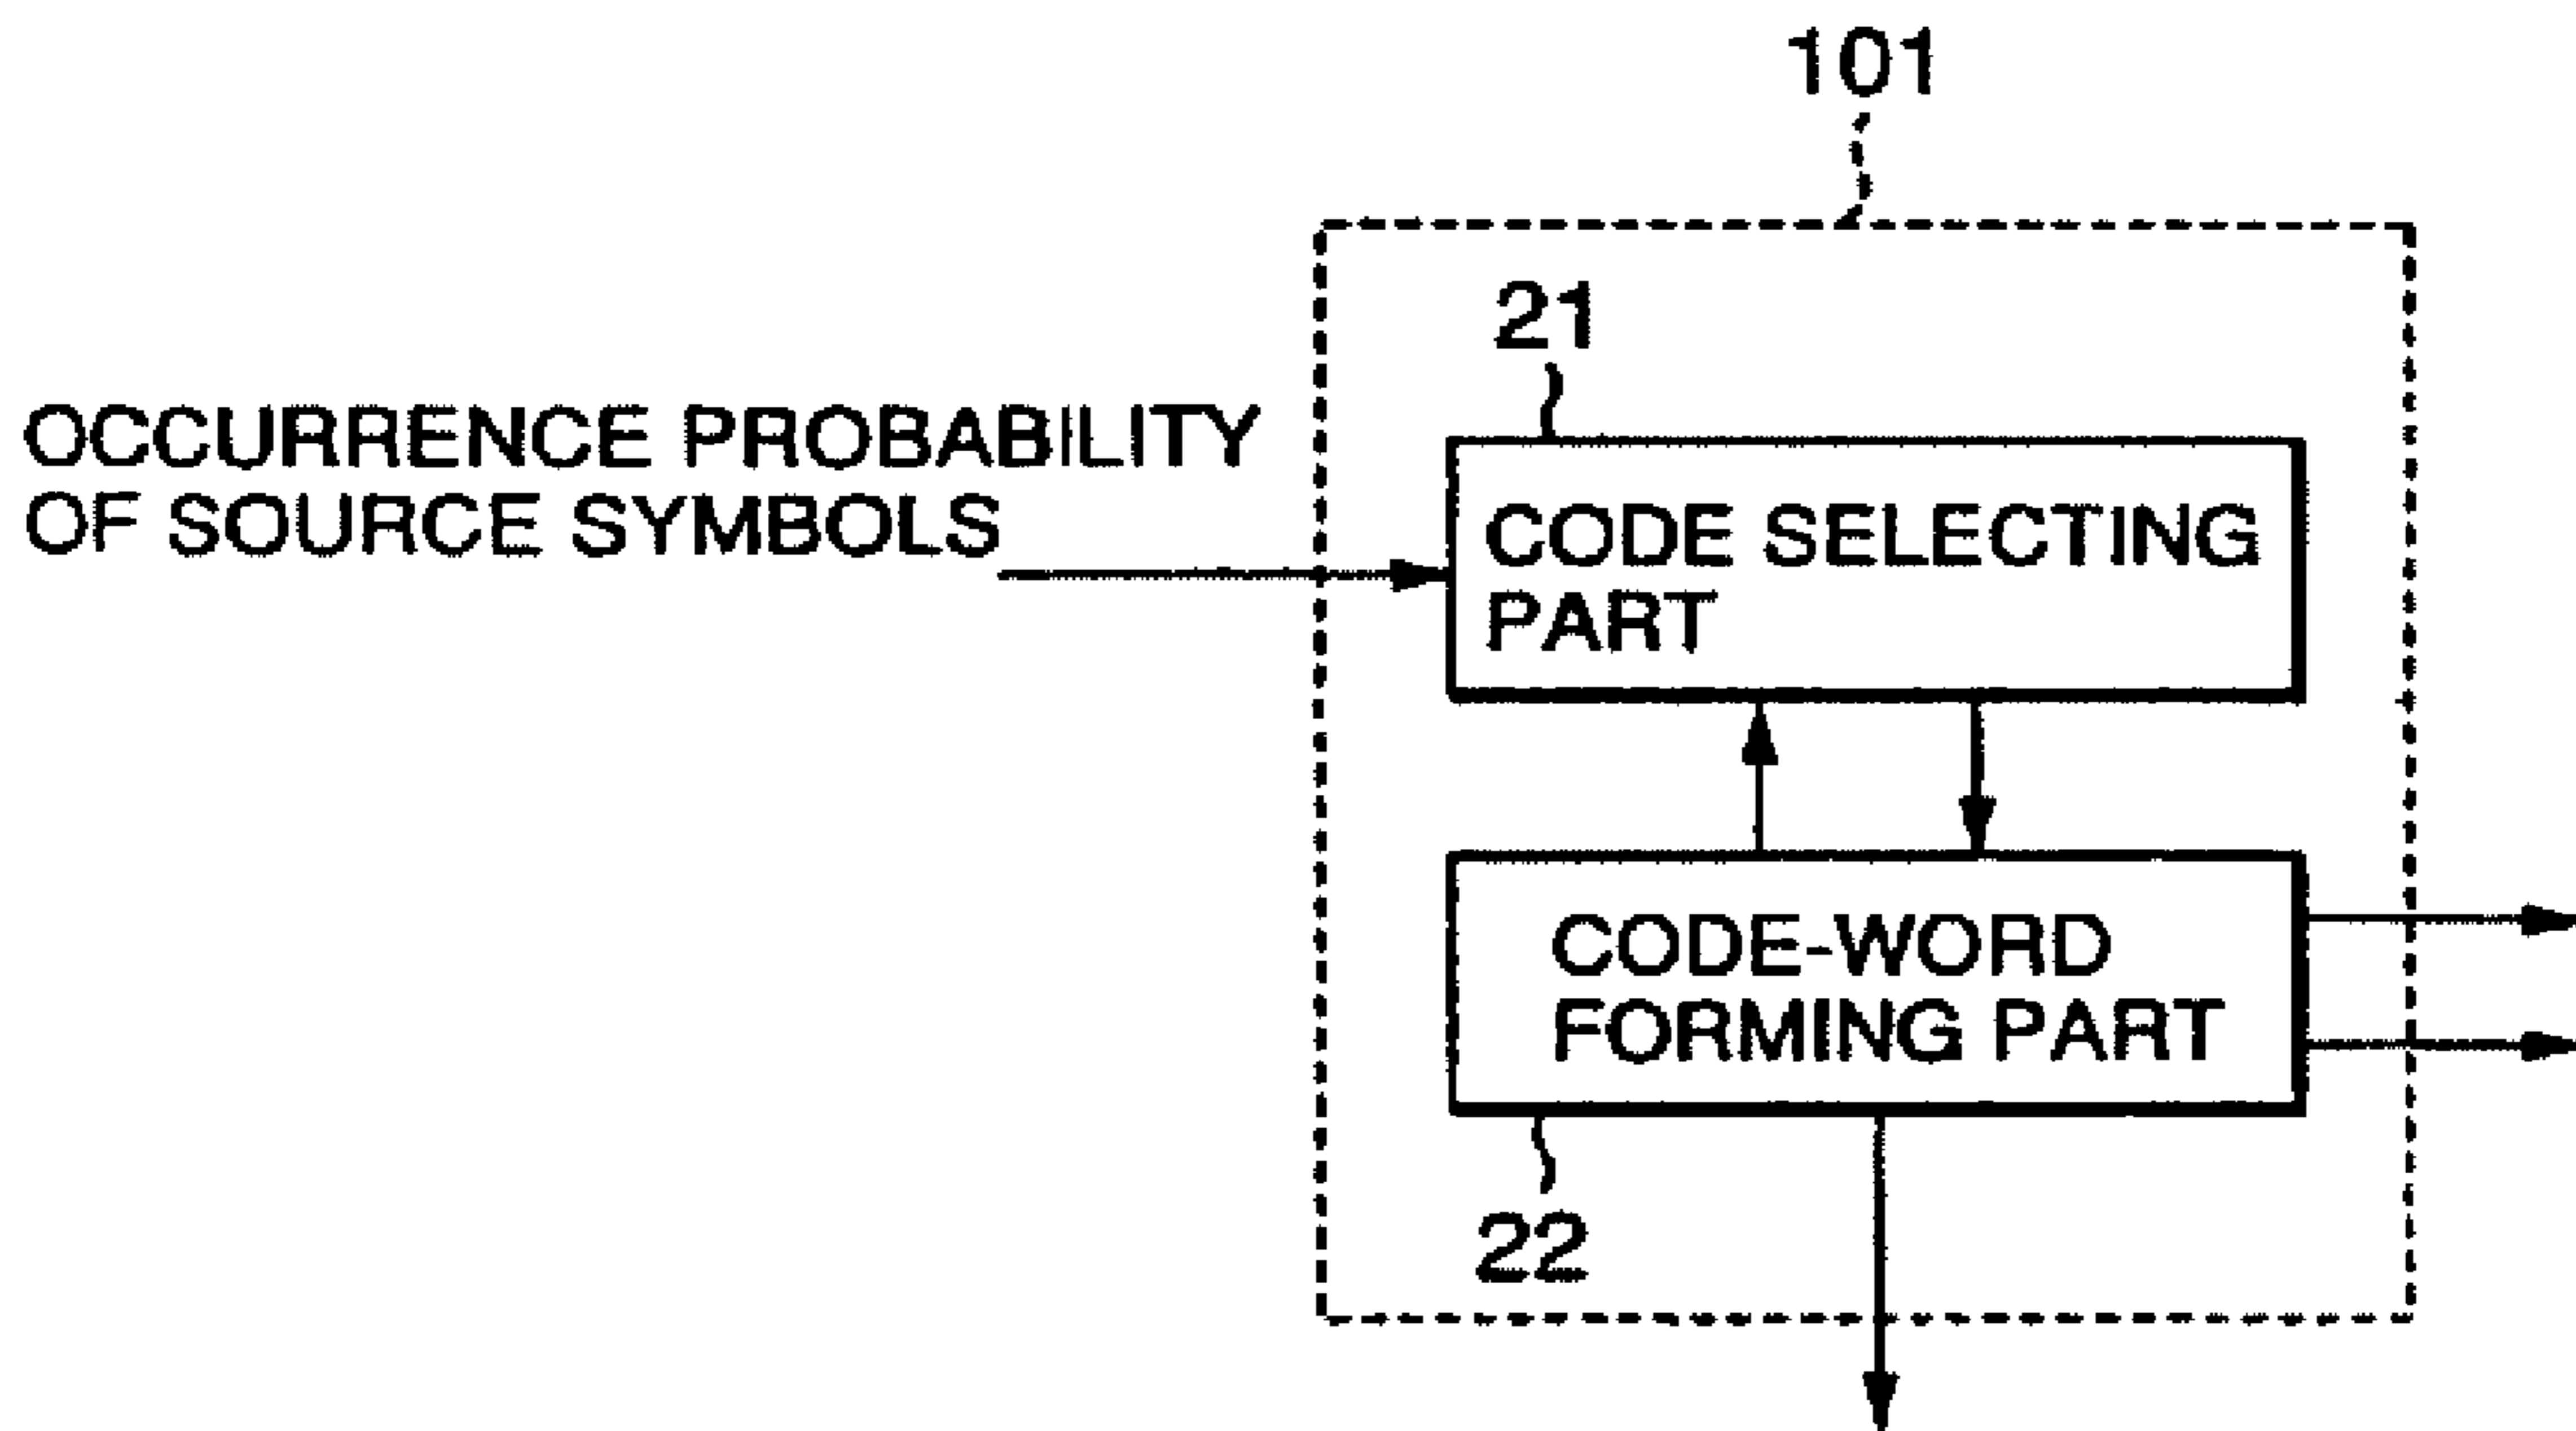 101
21
OCCURRENCE PROBABILITY
OF SOURCE SYMBOLS
CODE SELECTING
PART
CODE-WORD
FORMING PART
22